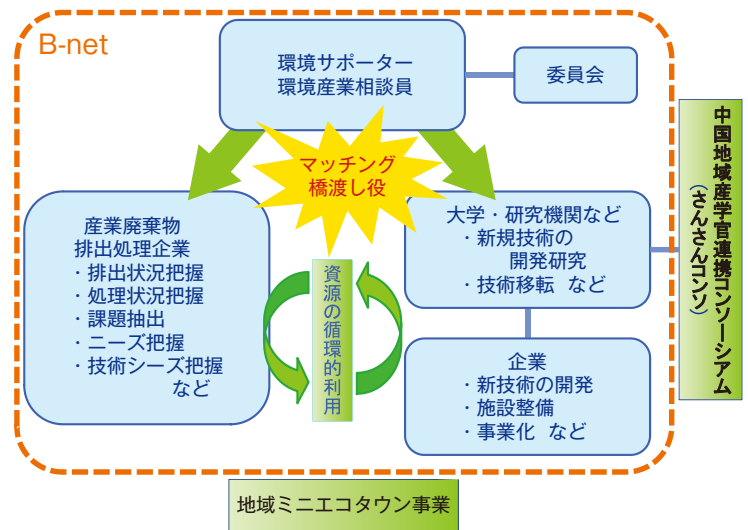 B-net
環境サポーター
環境産業相談員
委員会
マッチング
橋渡し役
産業廃棄物
排出処理企業
・排出状況把握
・処理状況把握
・課題抽出
・ニーズ把握
・技術シーズ把握
など
資源の循環的利用
大学・研究機関など
・新規技術の
開発研究
・技術移転 など
企業
・新技術の開発
・施設整備
・事業化 など
中国地域産学官連携コンソーシアム
（さんさんコンソ）
地域ミニエコタウン事業